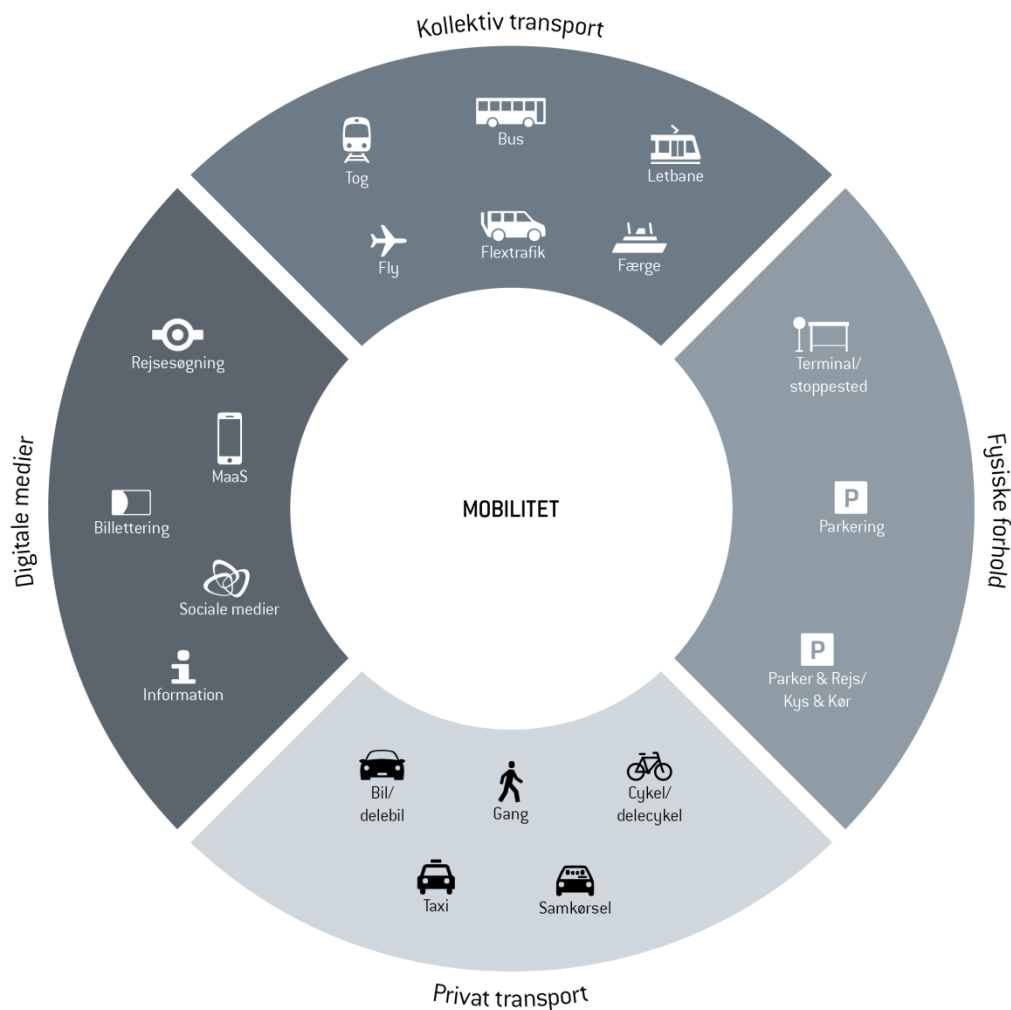 Kollektiv transport
Tog
Bus
Letbane
Fly
Flextrafik
Færge
Digitale medier
Rejsesøgning
MaaS
Billettering
Sociale medier
Information
MOBILITET
Fysiske forhold
Terminal/
stoppested
P
Parkering
P
Parker & Rejs/
Kys & Kør
Bil/
delebil
Gang
Cykel/
delecykel
Taxi
Samkørsel
Privat transport